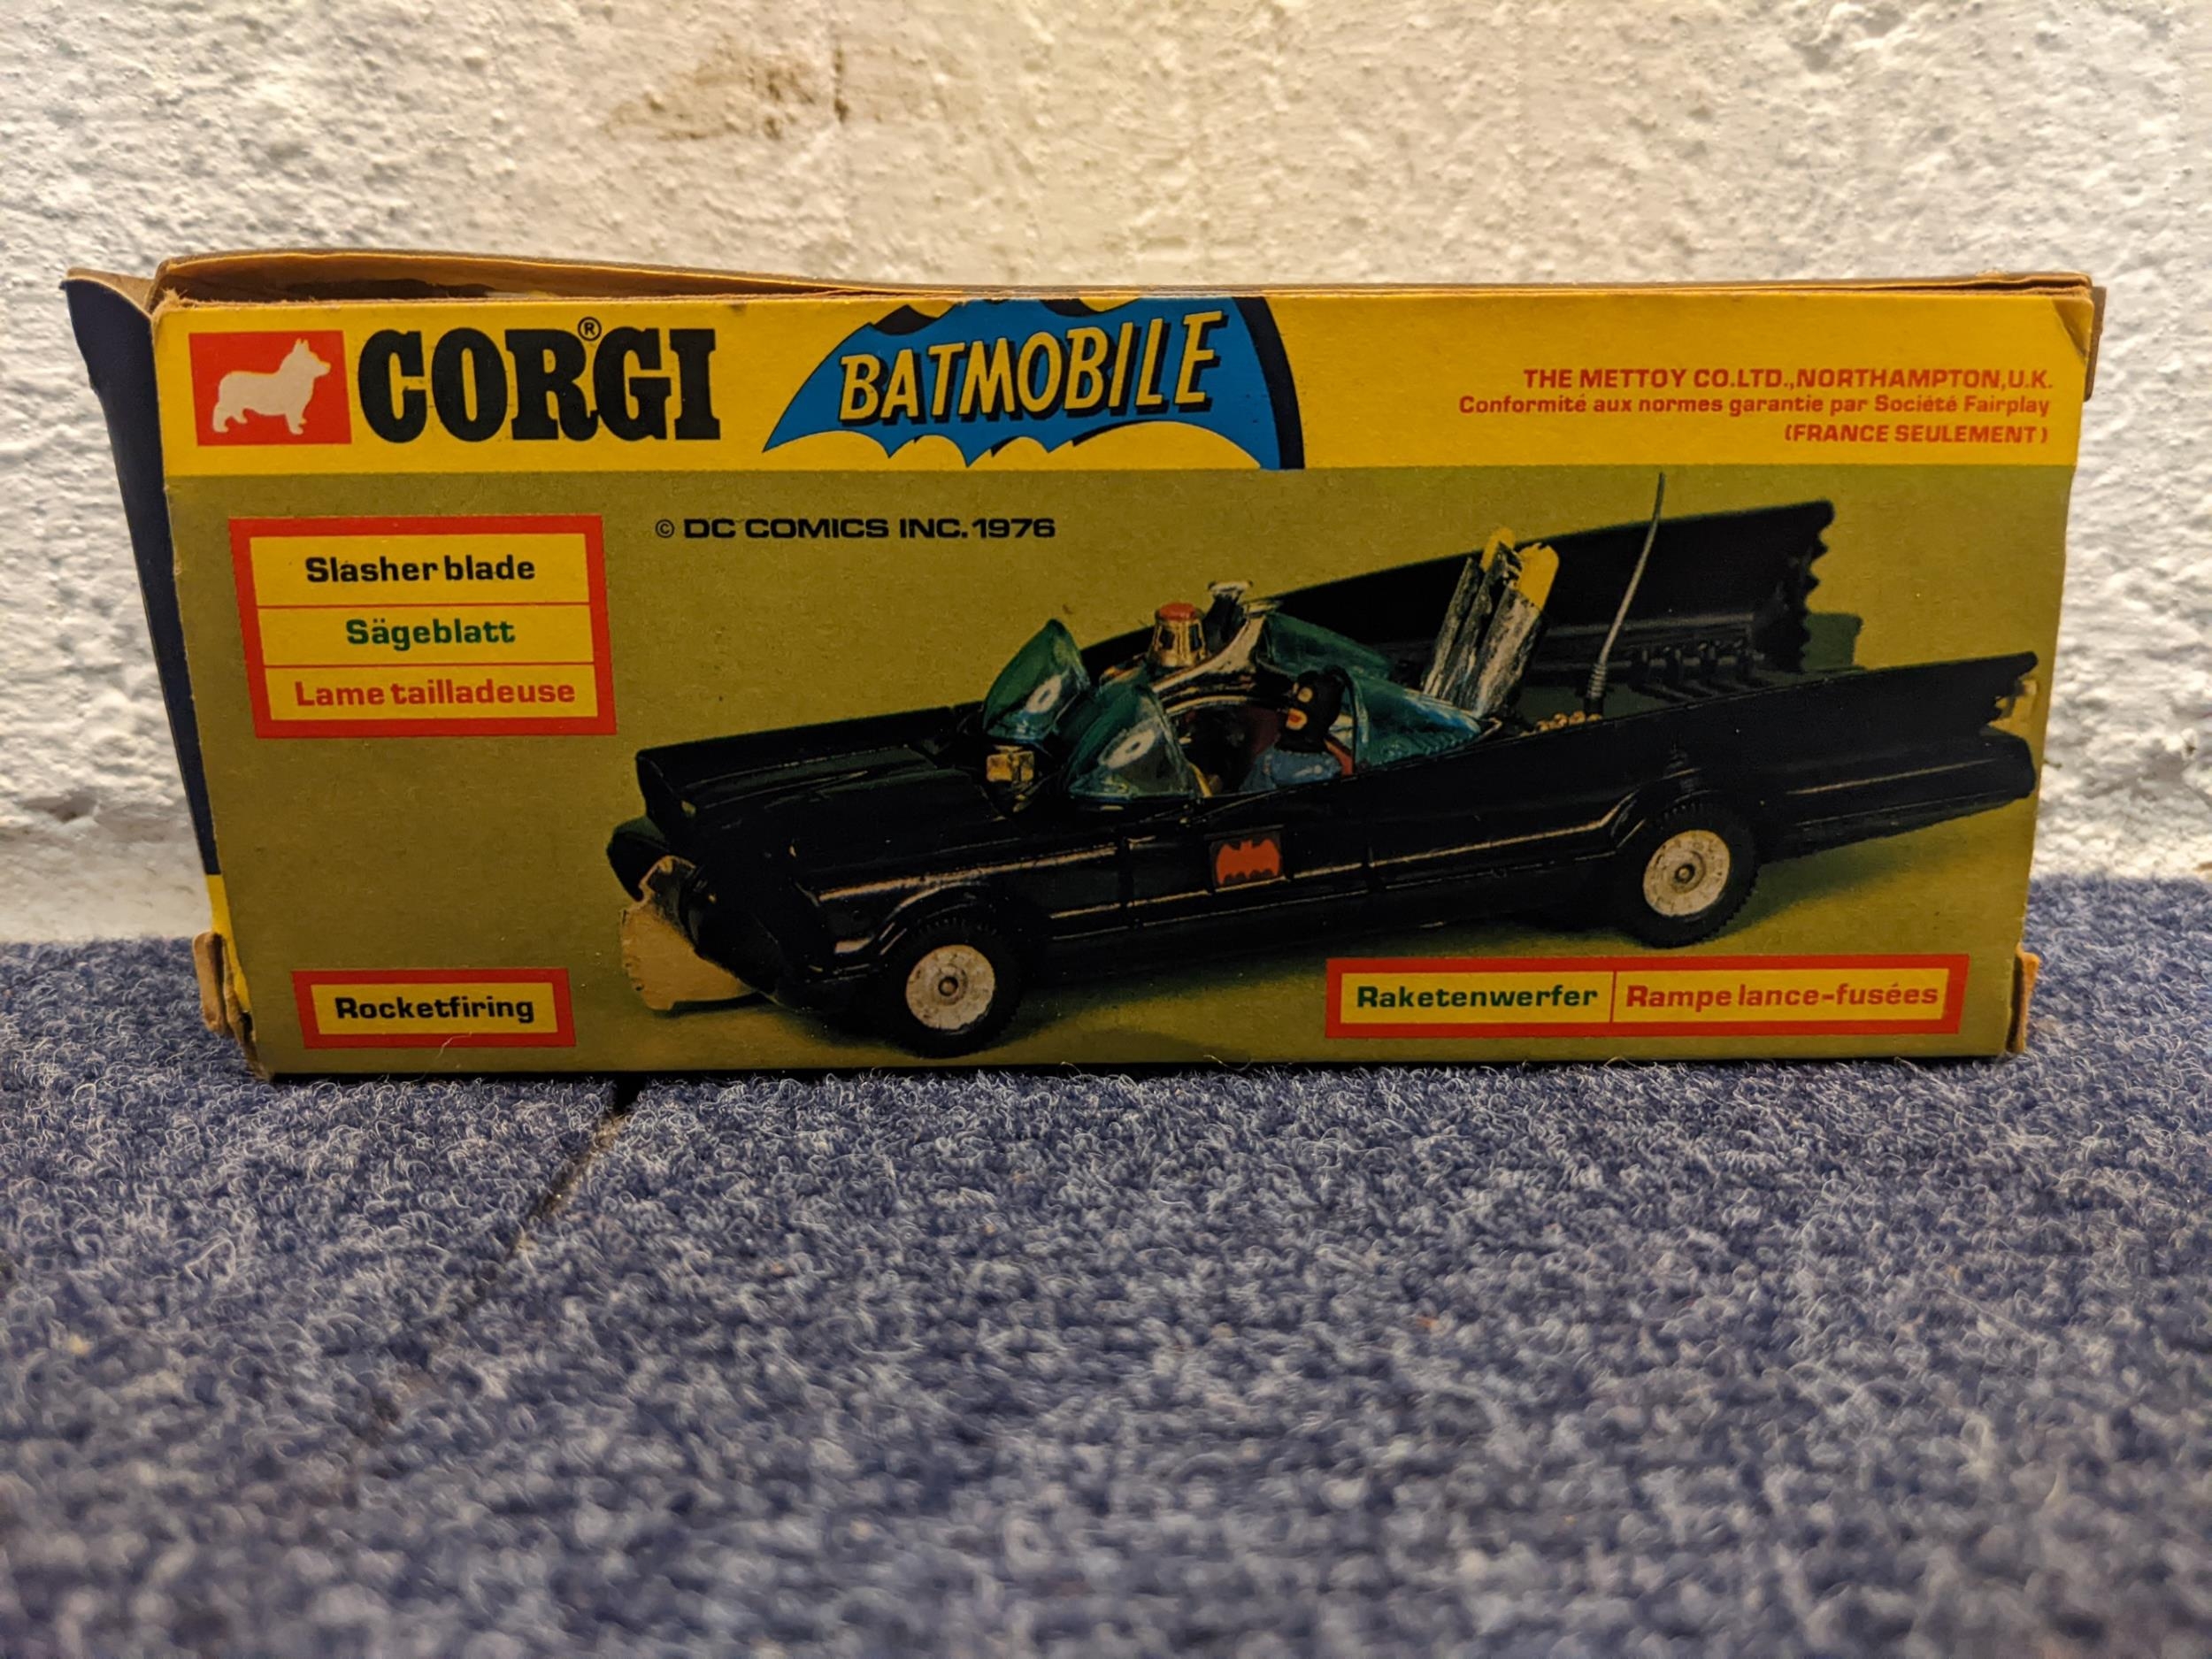 CORGI®
BATMOBILE
THE METTOY CO.LTD.,NORTHAMPTON,U.K.
Conformité aux normes garantie par Société Fairplay
(FRANCE SEULEMENT)
© DC COMICS INC. 1976
Slasher blade
Sägeblatt
Lame tailladeuse
Rocketfiring
Raketenwerfer
Rampe lance-fusées